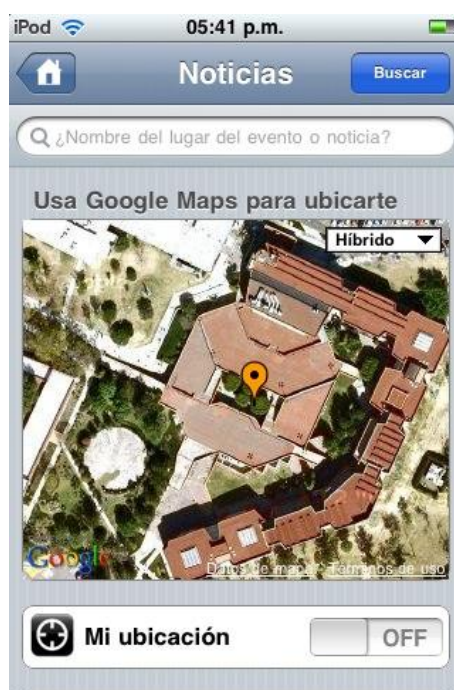 iPod 05:41 p.m.
Noticias Buscar
¿Nombre del lugar del evento o noticia?
Usa Google Maps para ubicarte
Híbrido
Google Datos de mapa Términos de uso
Mi ubicación OFF